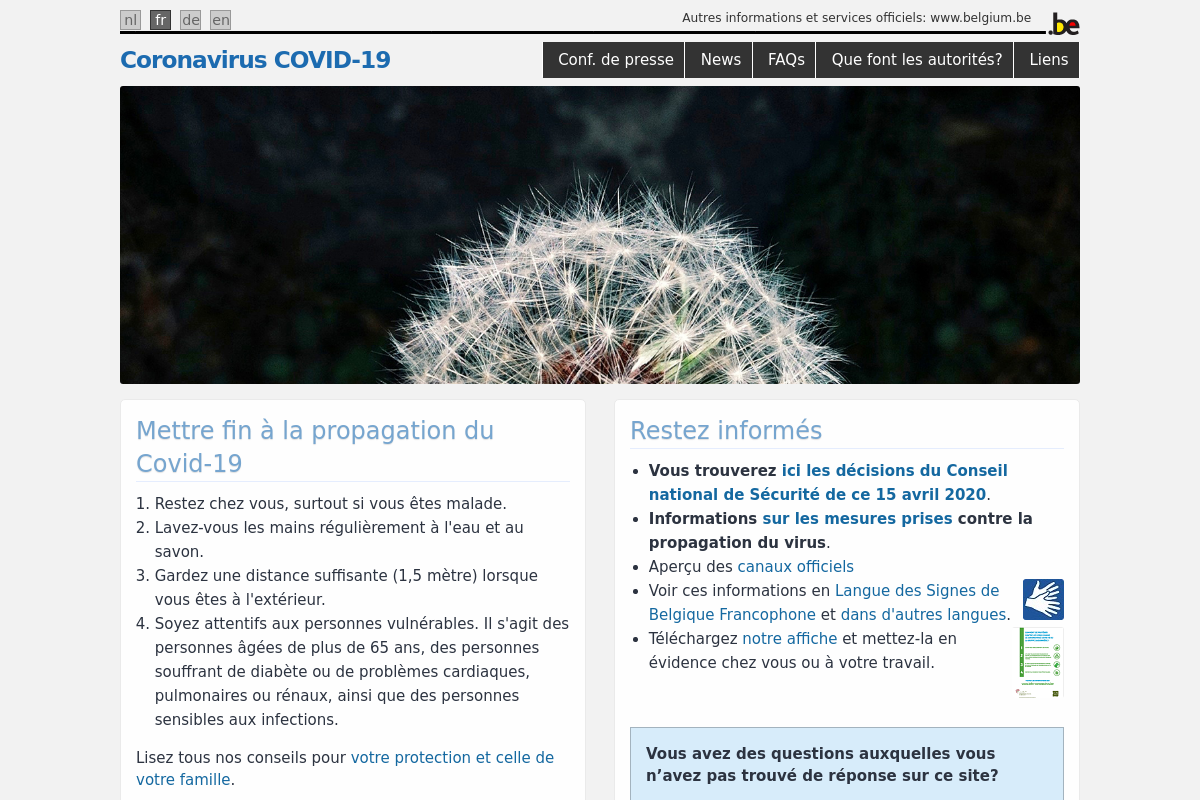 nl fr de en
Autres informations et services officiels: www.belgium.be
.be
Coronavirus COVID-19
Conf. de presse News FAQs Que font les autorités? Liens
Mettre fin à la propagation du
Covid-19
1. Restez chez vous, surtout si vous êtes malade.
2. Lavez-vous les mains régulièrement à l'eau et au
savon.
3. Gardez une distance suffisante (1,5 mètre) lorsque
vous êtes à l'extérieur.
4. Soyez attentifs aux personnes vulnérables. Il s'agit des
personnes âgées de plus de 65 ans, des personnes
souffrant de diabète ou de problèmes cardiaques,
pulmonaires ou rénaux, ainsi que des personnes
sensibles aux infections.
Lisez tous nos conseils pour votre protection et celle de
votre famille.
Restez informés
• Vous trouverez ici les décisions du Conseil
national de Sécurité de ce 15 avril 2020.
• Informations sur les mesures prises contre la
propagation du virus.
• Aperçu des canaux officiels
• Voir ces informations en Langue des Signes de
Belgique Francophone et dans d'autres langues.
• Téléchargez notre affiche et mettez-la en
évidence chez vous ou à votre travail.
Vous avez des questions auxquelles vous
n’avez pas trouvé de réponse sur ce site?